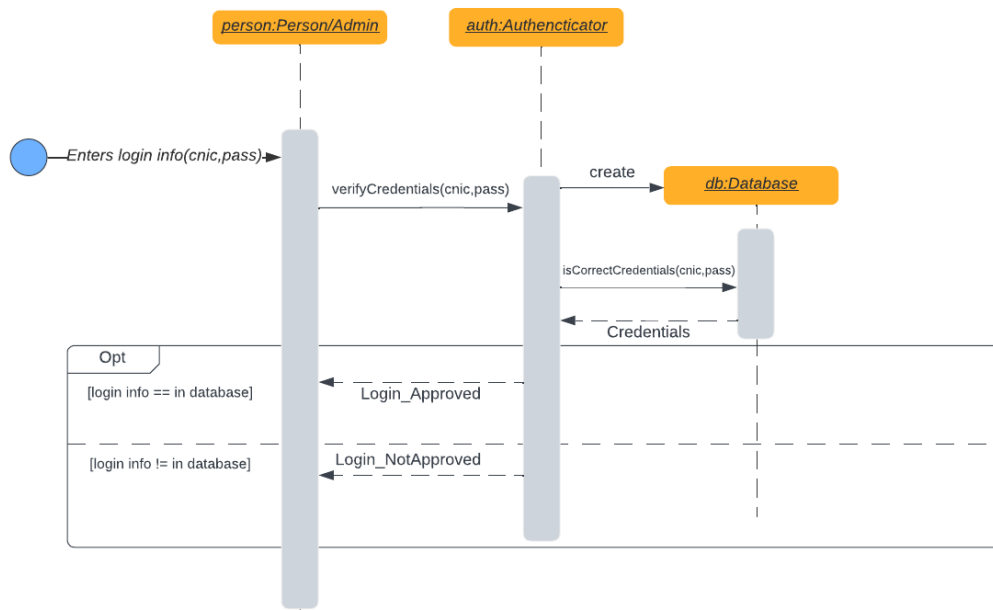 person:Person/Admin
auth:Authencticator
Enters login info(cnic,pass)
verifyCredentials(cnic,pass)
create
db:Database
isCorrectCredentials(cnic,pass)
Credentials
Opt
[login info == in database]
Login_Approved
[login info != in database]
Login_NotApproved